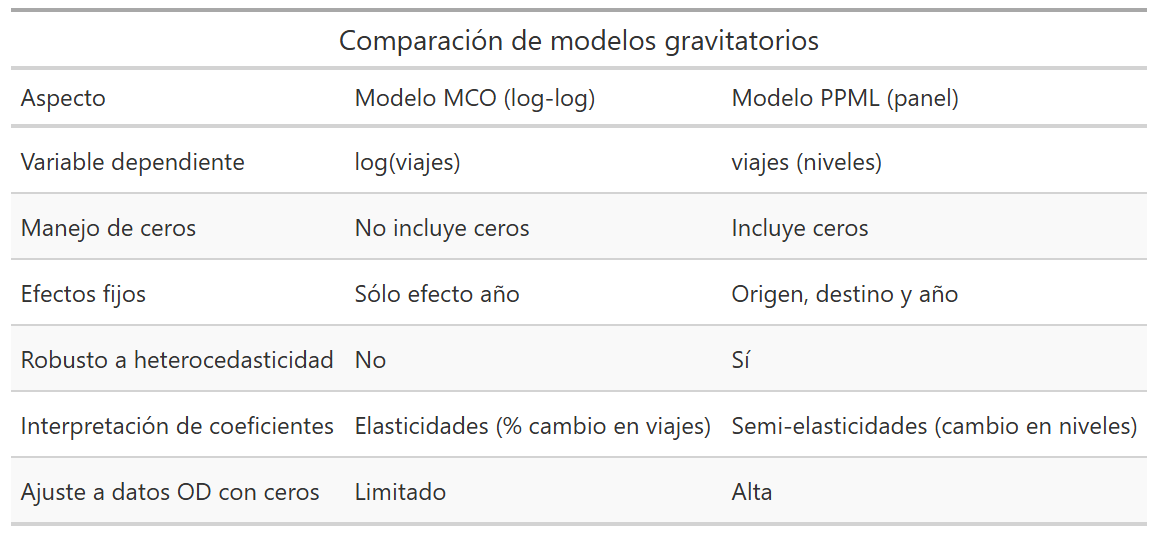 Comparación de modelos gravitatorios
Aspecto Modelo MCO (log-log) Modelo PPML (panel)
Variable dependiente log(viajes) viajes (niveles)
Manejo de ceros No incluye ceros Incluye ceros
Efectos fijos Sólo efecto año Origen, destino y año
Robusto a heterocedasticidad No Sí
Interpretación de coeficientes Elasticidades (% cambio en viajes) Semi-elasticidades (cambio en niveles)
Ajuste a datos OD con ceros Limitado Alta